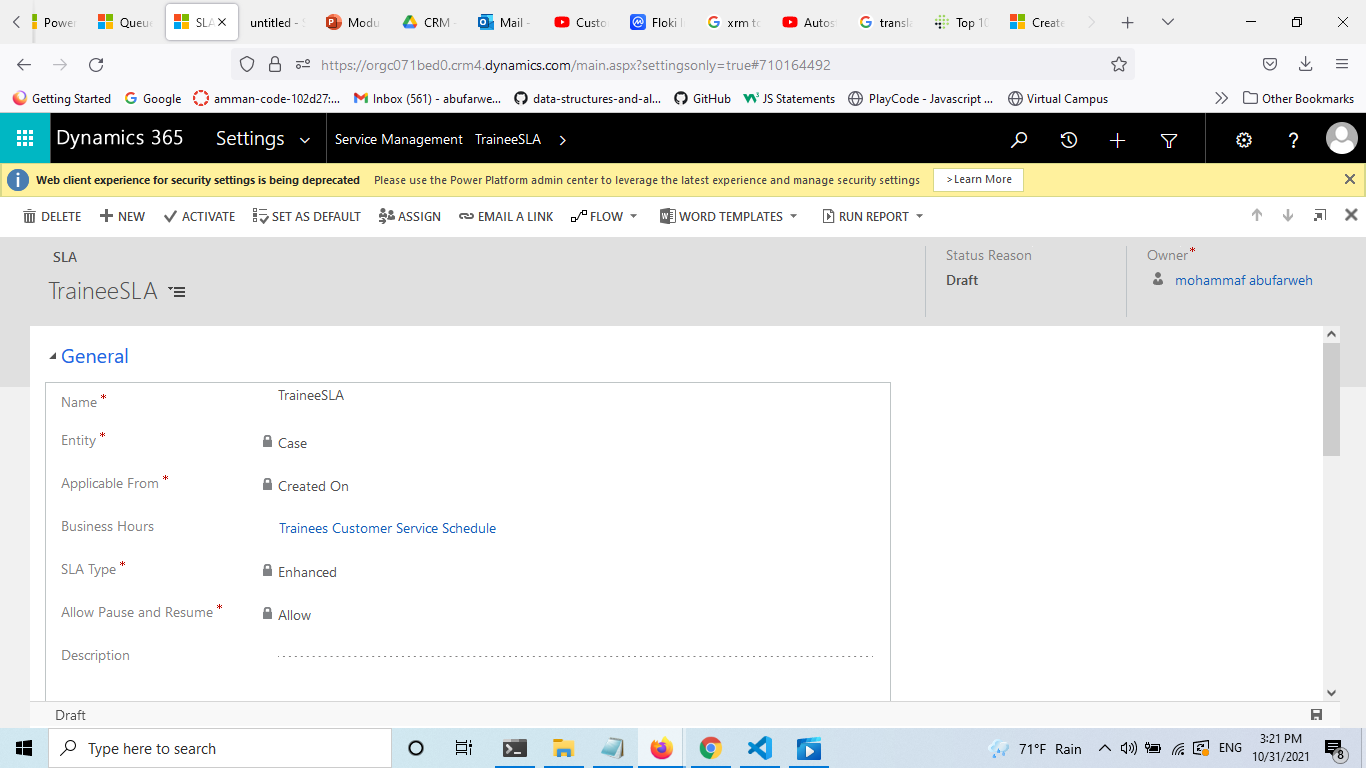 Power
Queue
SLA
untitled - S
Modu
CRM -
Mail -
Custo
Floki I
xrm to
Autos
transl
Top 10
Create
https://orgc071bed0.crm4.dynamics.com/main.aspx?settingsonly=true#710164492
Getting Started
Google
amman-code-102d27:...
Inbox (561) - abufarwe...
data-structures-and-al...
GitHub
JS Statements
PlayCode - Javascript ...
Virtual Campus
Other Bookmarks
Dynamics 365
Settings
Service Management
TraineeSLA
Web client experience for security settings is being deprecated
Please use the Power Platform admin center to leverage the latest experience and manage security settings
>Learn More
DELETE
NEW
ACTIVATE
SET AS DEFAULT
ASSIGN
EMAIL A LINK
FLOW
WORD TEMPLATES
RUN REPORT
SLA
TraineeSLA
Status Reason
Draft
Owner*
mohammaf abufarweh
General
Name*
TraineeSLA
Entity*
Case
Applicable From*
Created On
Business Hours
Trainees Customer Service Schedule
SLA Type*
Enhanced
Allow Pause and Resume*
Allow
Description
Draft
Type here to search
71°F Rain
ENG
3:21 PM
10/31/2021
8